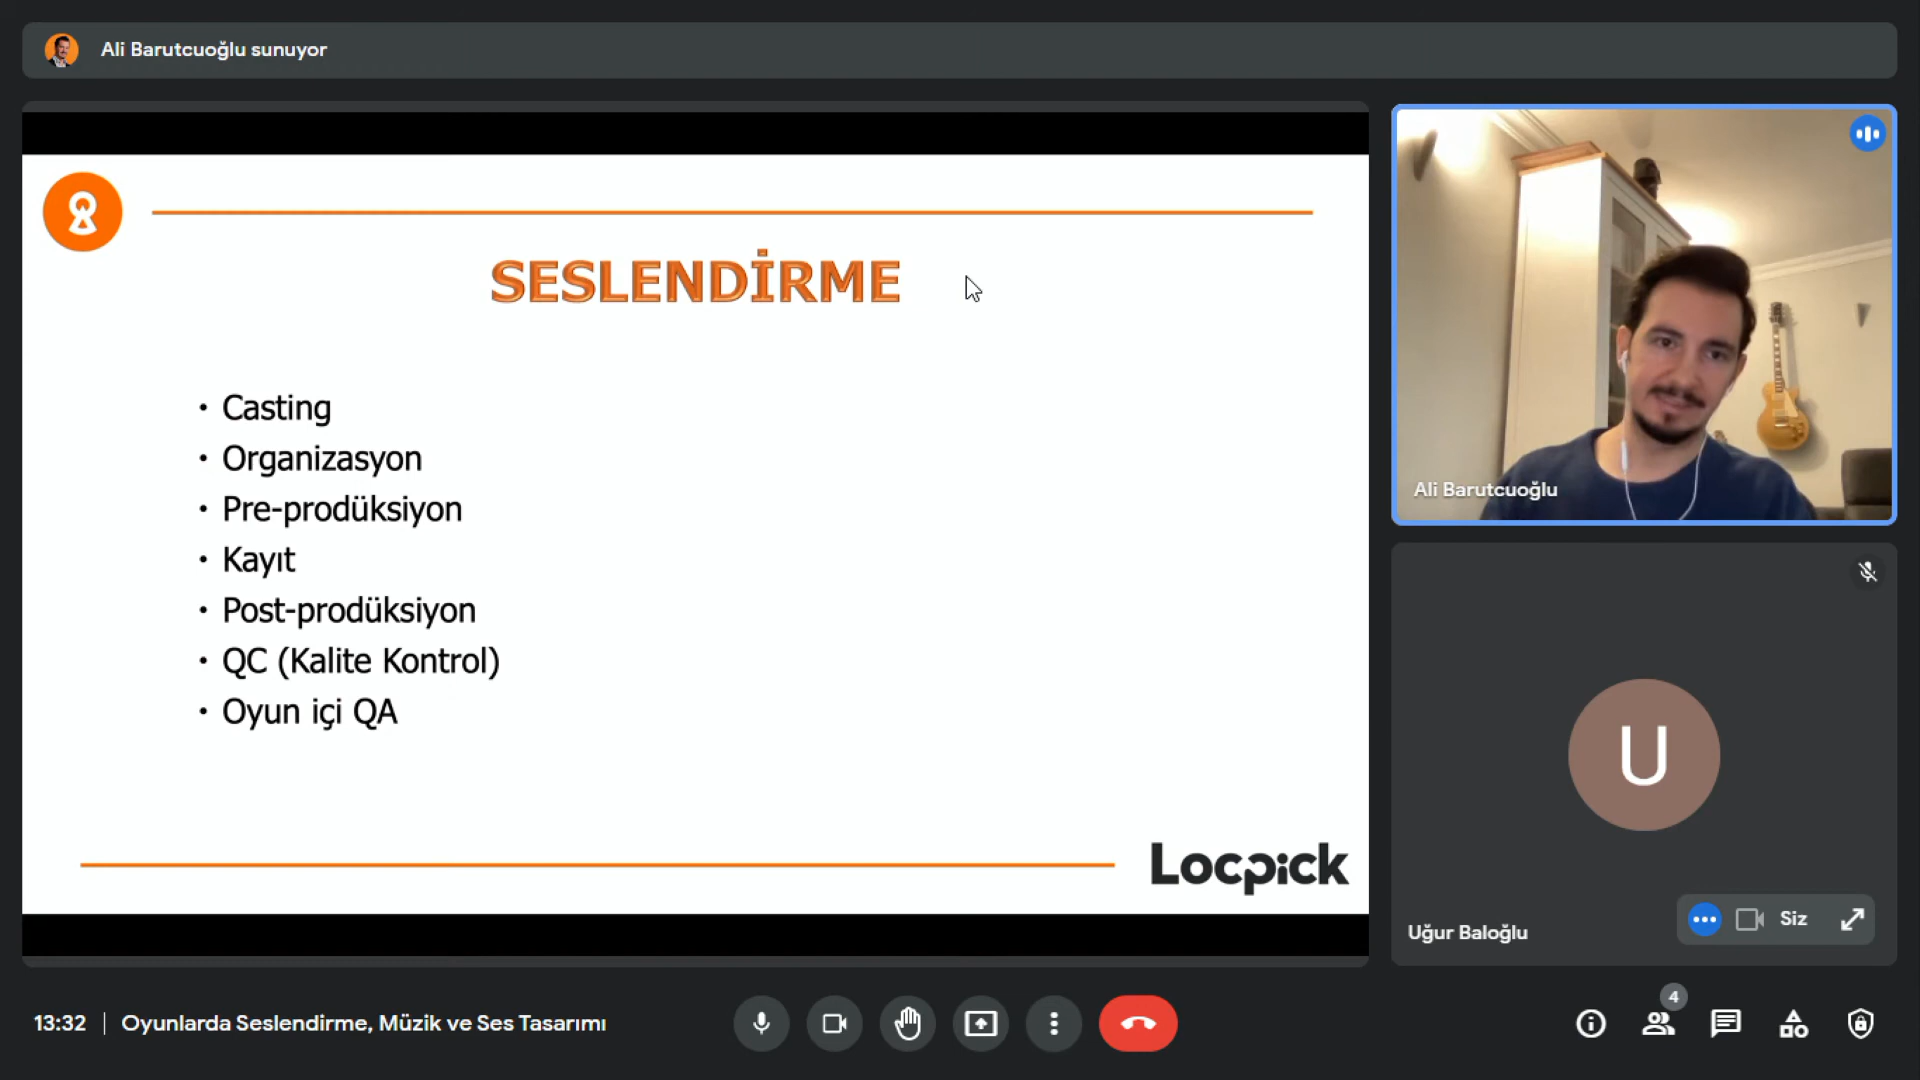 Ali Barutcuoğlu sunuyor
SESLENDİRME
• Casting
• Organizasyon
• Pre-prodüksiyon
• Kayıt
• Post-prodüksiyon
• QC (Kalite Kontrol)
• Oyun içi QA
Locpick
Ali Barutcuoğlu
U
Uğur Baloğlu
Siz
13:32 | Oyunlarda Seslendirme, Müzik ve Ses Tasarımı
4